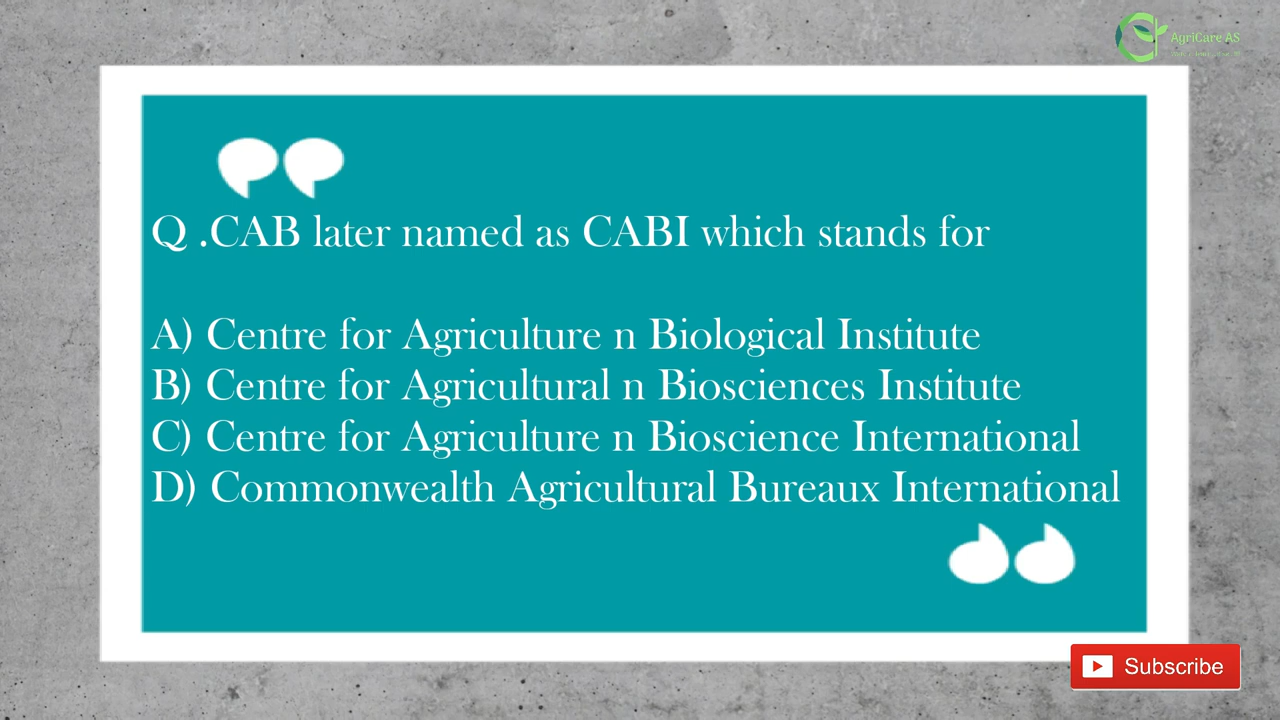 AgriCare AS
Q .CAB later named as CABI which stands for
A) Centre for Agriculture n Biological Institute
B) Centre for Agricultural n Biosciences Institute
C) Centre for Agriculture n Bioscience International
D) Commonwealth Agricultural Bureaux International
Subscribe